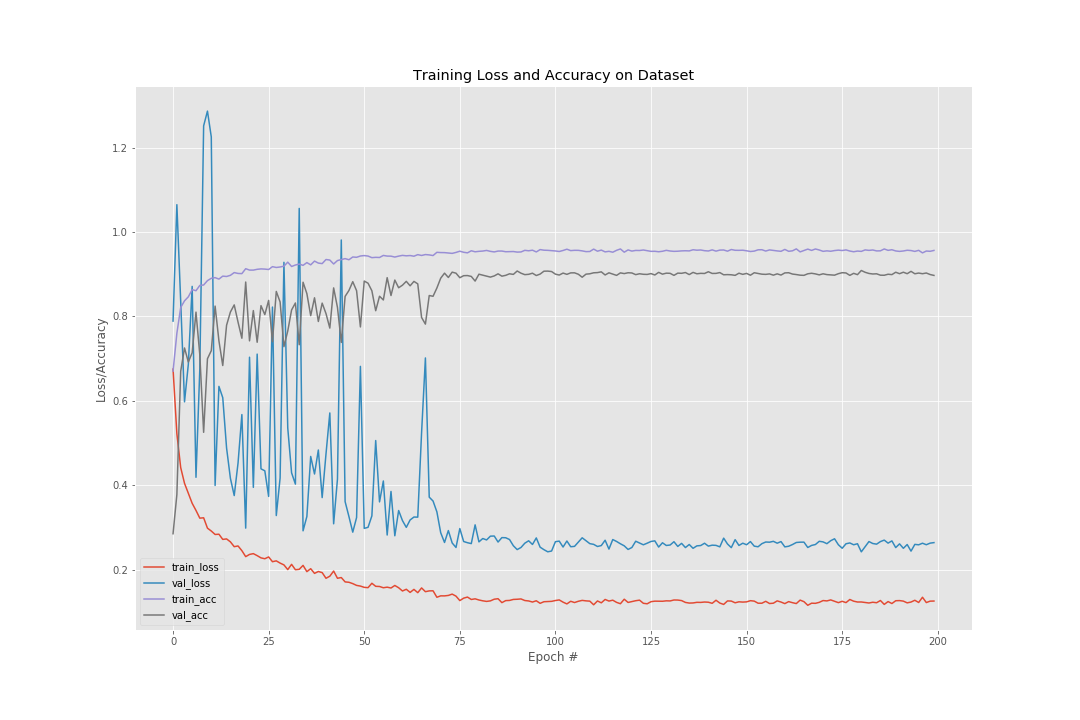 Training Loss and Accuracy on Dataset
Loss/Accuracy
1.2
1.0
0.8
0.6
0.4
0.2
train_loss
val_loss
train_acc
val_acc
0 25 50 75 100 125 150 175 200
Epoch #